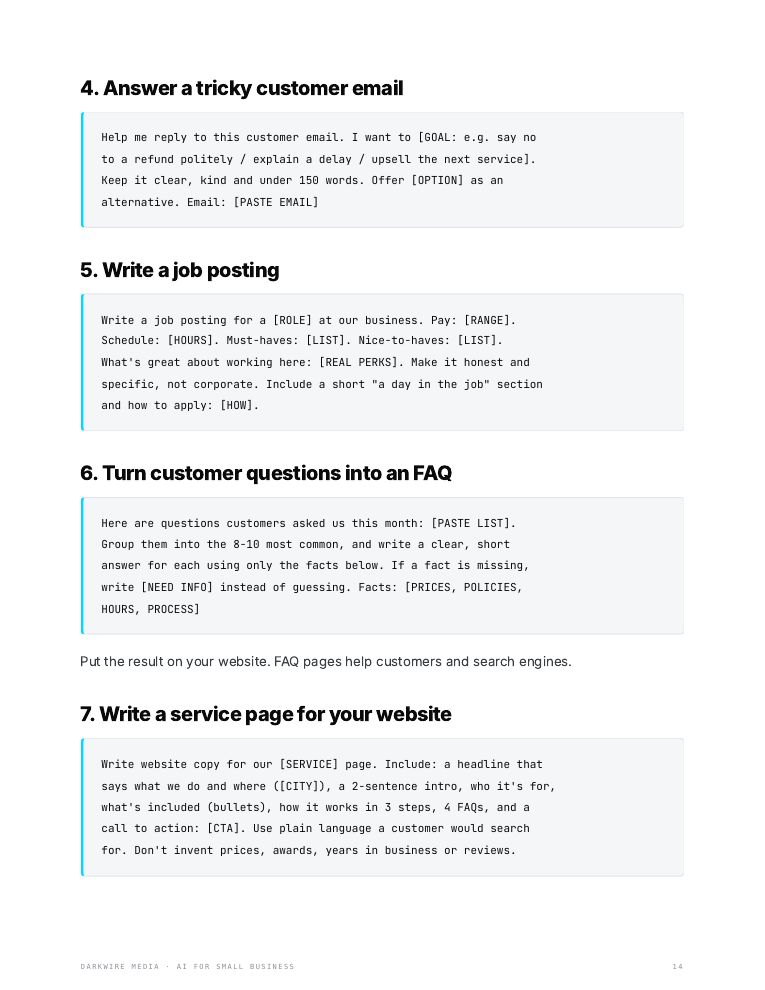 4. Answer a tricky customer email
Help me reply to this customer email. I want to [GOAL: e.g. say no
to a refund politely / explain a delay / upsell the next service].
Keep it clear, kind and under 150 words. Offer [OPTION] as an
alternative. Email: [PASTE EMAIL]
5. Write a job posting
Write a job posting for a [ROLE] at our business. Pay: [RANGE].
Schedule: [HOURS]. Must-haves: [LIST]. Nice-to-haves: [LIST].
What's great about working here: [REAL PERKS]. Make it honest and
specific, not corporate. Include a short "a day in the job" section
and how to apply: [HOW].
6. Turn customer questions into an FAQ
Here are questions customers asked us this month: [PASTE LIST].
Group them into the 8-10 most common, and write a clear, short
answer for each using only the facts below. If a fact is missing,
write [NEED INFO] instead of guessing. Facts: [PRICES, POLICIES,
HOURS, PROCESS]
Put the result on your website. FAQ pages help customers and search engines.
7. Write a service page for your website
Write website copy for our [SERVICE] page. Include: a headline that
says what we do and where ([CITY]), a 2-sentence intro, who it's for,
what's included (bullets), how it works in 3 steps, 4 FAQs, and a
call to action: [CTA]. Use plain language a customer would search
for. Don't invent prices, awards, years in business or reviews.
DARKWIRE MEDIA · AI FOR SMALL BUSINESS
14